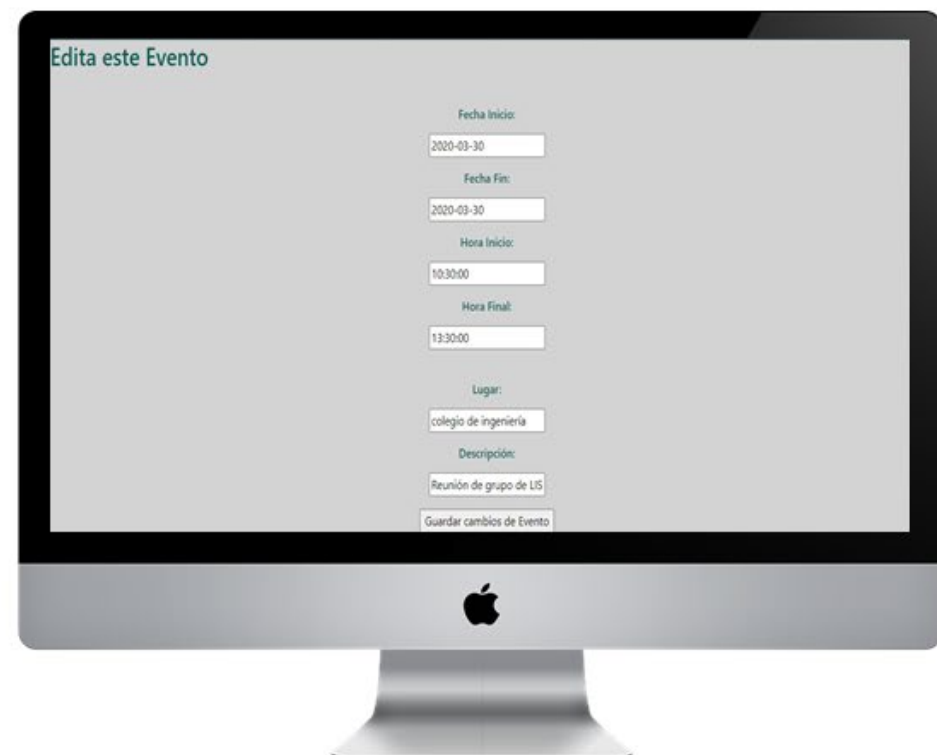 Edita este Evento
Fecha Inicio:
2020-03-30
Fecha Fin:
2020-03-30
Hora Inicio:
10:30:00
Hora Final:
13:30:00
Lugar:
colegio de ingeniería
Descripción:
Reunión de grupo de LIS
Guardar cambios de Evento